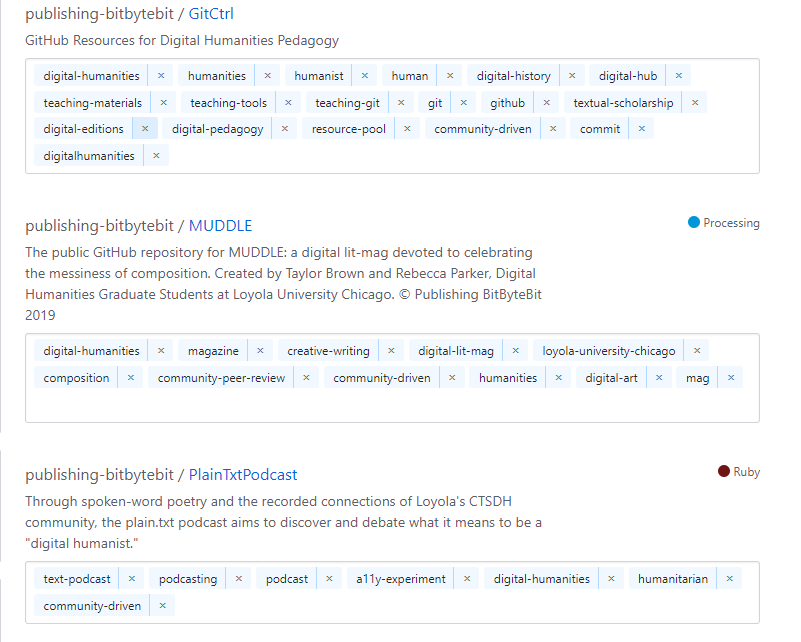 publishing-bitbytebit / GitCtrl
GitHub Resources for Digital Humanities Pedagogy
digital-humanities × humanities × humanist × human × digital-history × digital-hub ×
teaching-materials × teaching-tools × teaching-git × git × github × textual-scholarship ×
digital-editions × digital-pedagogy × resource-pool × community-driven × commit ×
digitalhumanities ×
publishing-bitbytebit / MUDDLE
Processing
The public GitHub repository for MUDDLE: a digital lit-mag devoted to celebrating
the messiness of composition. Created by Taylor Brown and Rebecca Parker, Digital
Humanities Graduate Students at Loyola University Chicago. © Publishing BitByteBit
2019
digital-humanities × magazine × creative-writing × digital-lit-mag × loyola-university-chicago ×
composition × community-peer-review × community-driven × humanities × digital-art × mag ×
publishing-bitbytebit / PlainTxtPodcast
Ruby
Through spoken-word poetry and the recorded connections of Loyola's CTSDH
community, the plain.txt podcast aims to discover and debate what it means to be a
"digital humanist."
text-podcast × podcasting × podcast × a11y-experiment × digital-humanities × humanitarian ×
community-driven ×